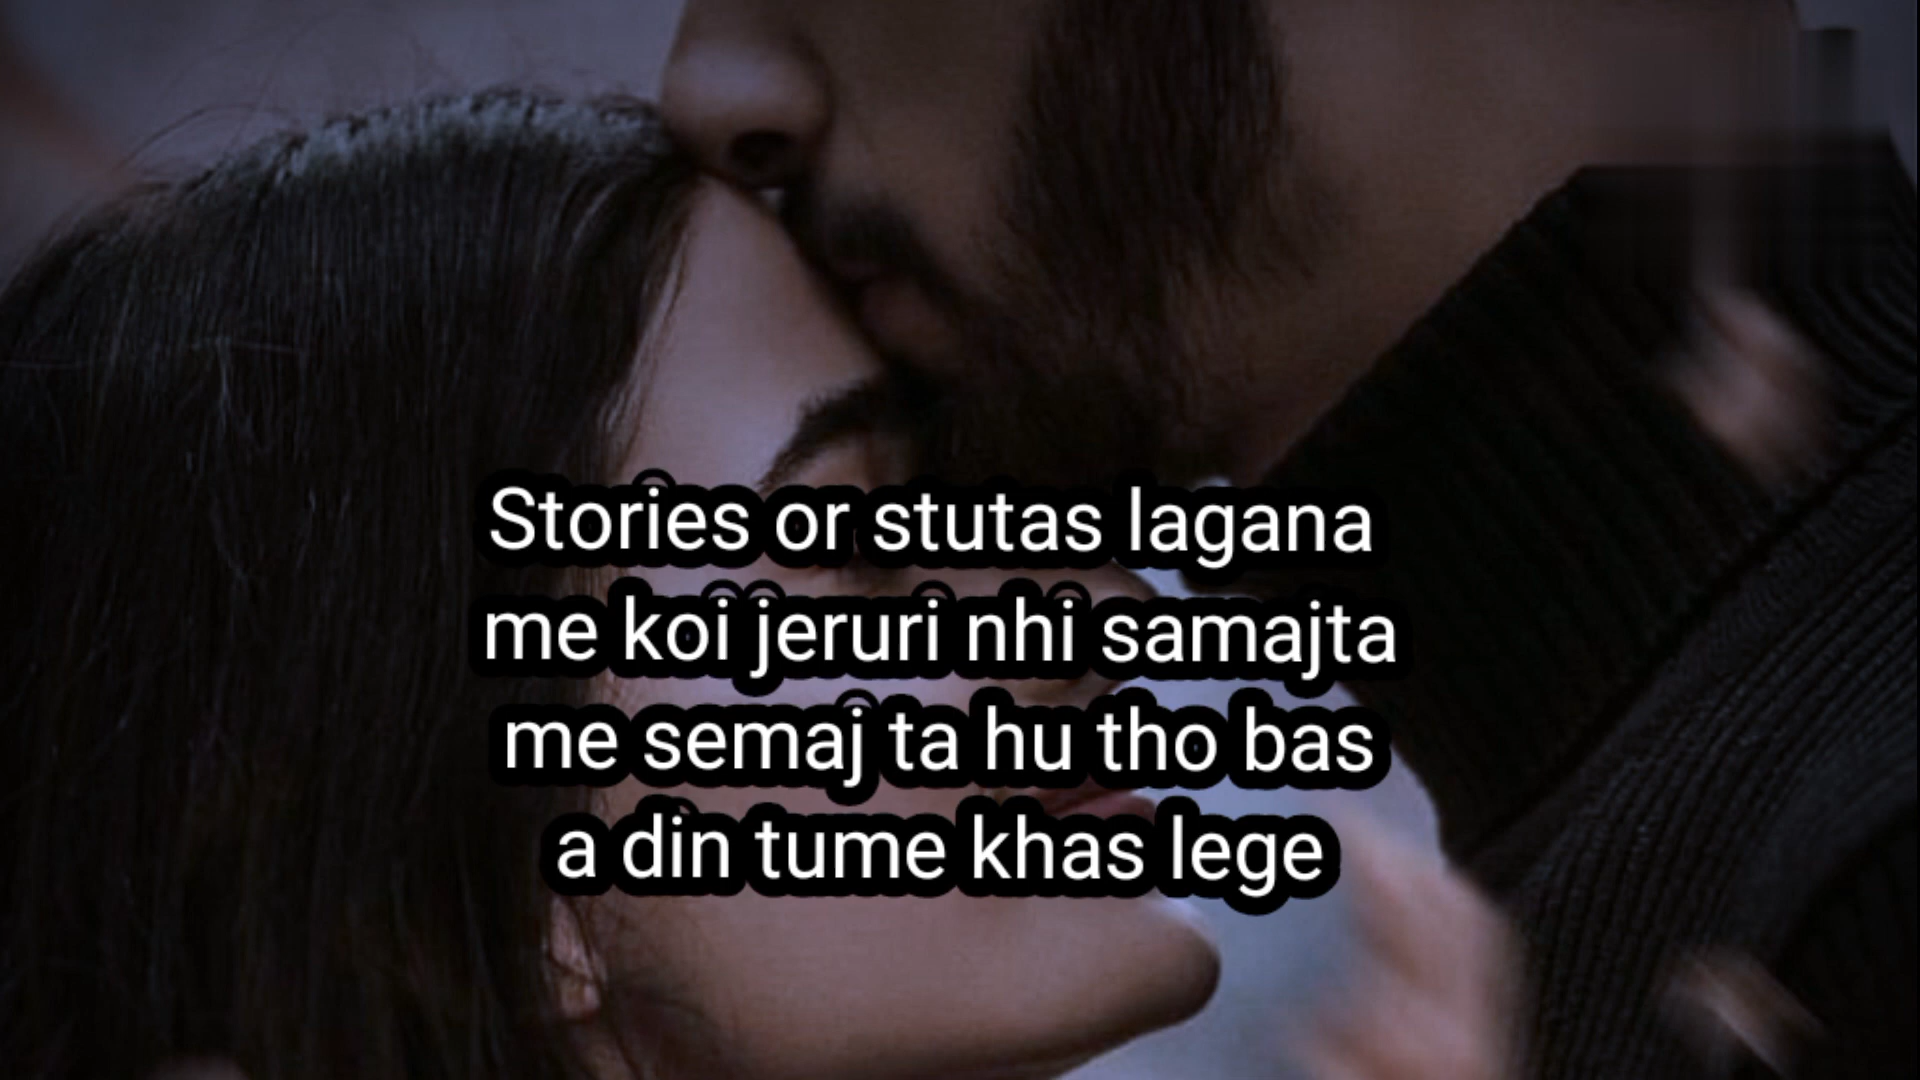 Stories or stutas lagana
me koi jeruri nhi samajta
me semaj ta hu tho bas
a din tume khas lege